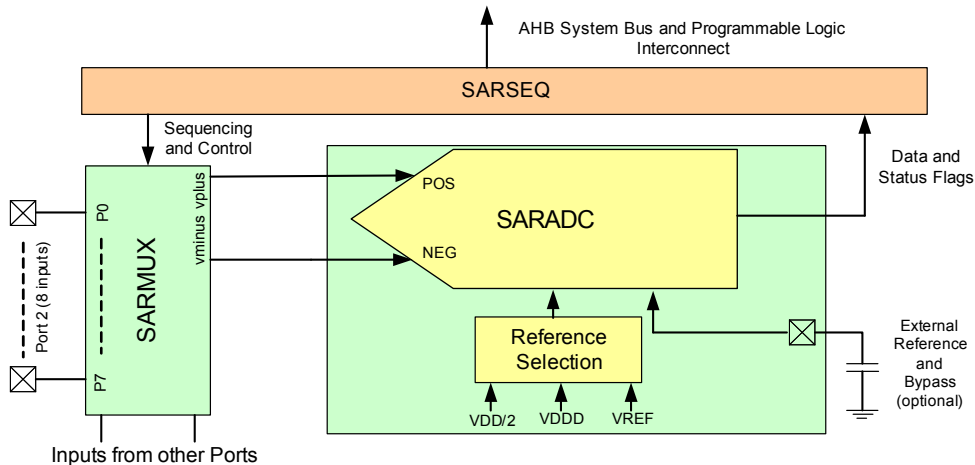 AHB System Bus and Programmable Logic
Interconnect
SARSEQ
Sequencing
and Control
Data and
Status Flags
vminus vplus
POS
NEG
SARADC
P0
Port 2 (8 inputs)
SARMUX
P7
Reference
Selection
VDD/2
VDDD
VREF
External
Reference
and
Bypass
(optional)
Inputs from other Ports